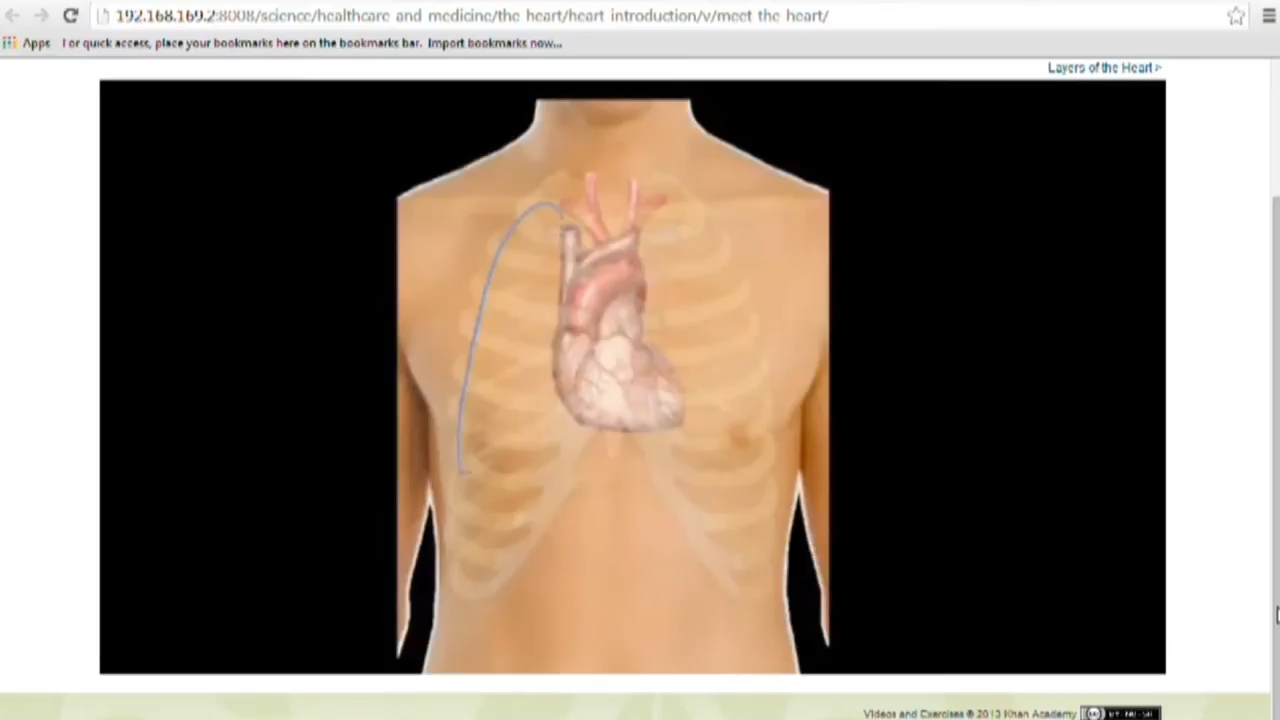 192.168.169.2:8008/science/healthcare and medicine/the heart/heart introduction/v/meet the heart/
Apps For quick access, place your bookmarks here on the bookmarks bar. Import bookmarks now...
Layers of the Heart >
Videos and Exercises © 2013 Khan Academy